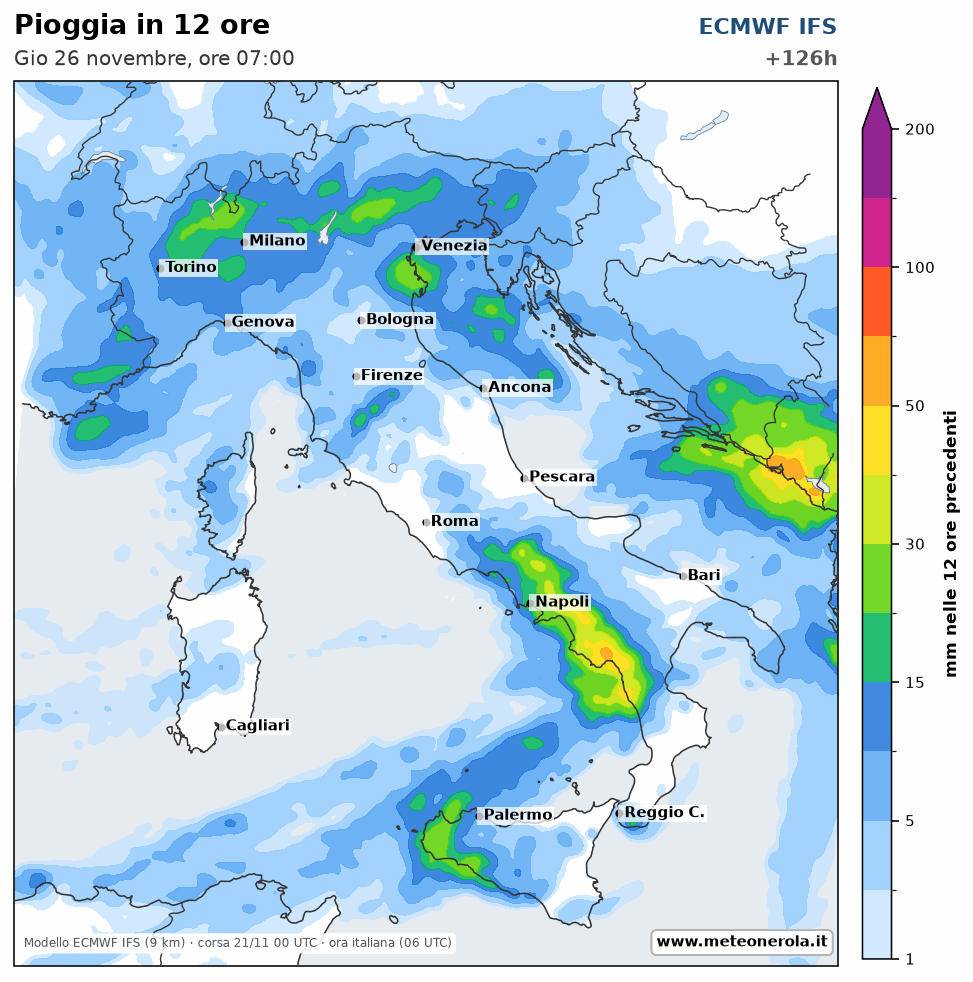 Pioggia in 12 ore
ECMWF IFS
Gio 26 novembre, ore 07:00
+126h
200
100
50
30
15
5
1
mm nelle 12 ore precedenti
Milano
Venezia
Torino
Genova
Bologna
Firenze
Ancona
Pescara
Roma
Bari
Napoli
Cagliari
Palermo
Reggio C.
Modello ECMWF IFS (9 km) · corsa 21/11 00 UTC · ora italiana (06 UTC)
www.meteonerola.it